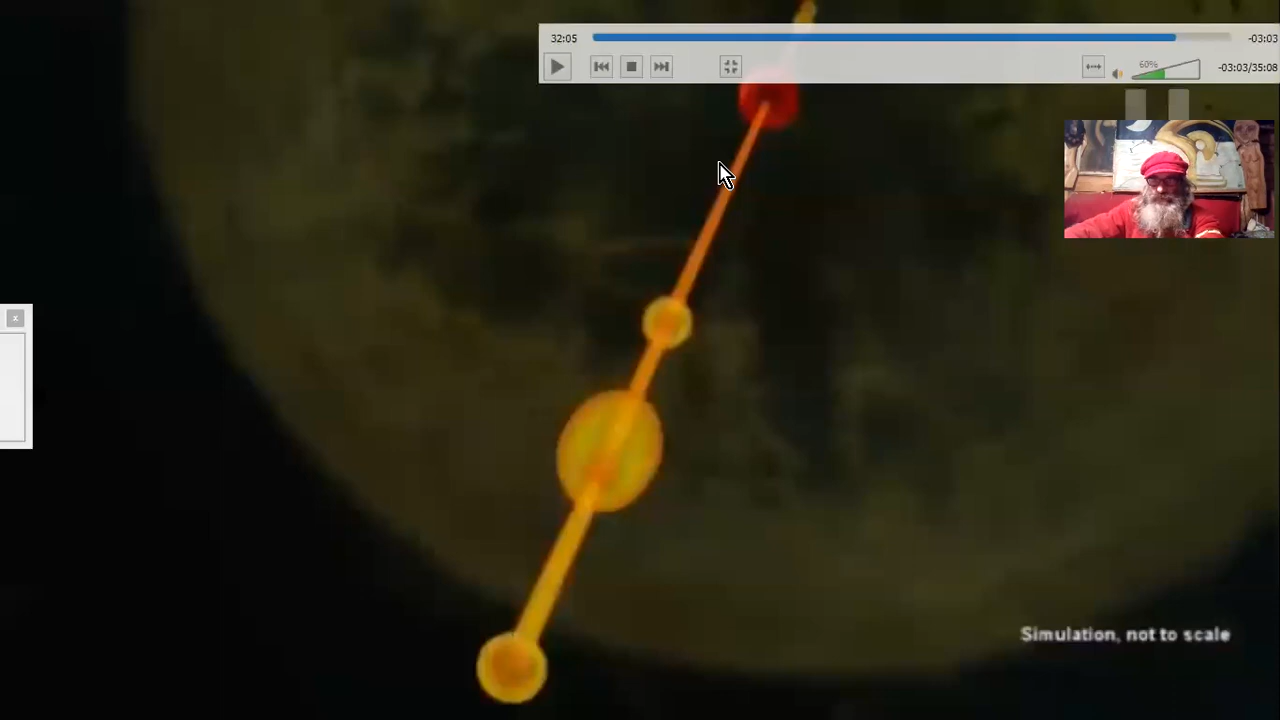 32:05
-03:03
60%
-03:03/35:08
x
Simulation, not to scale